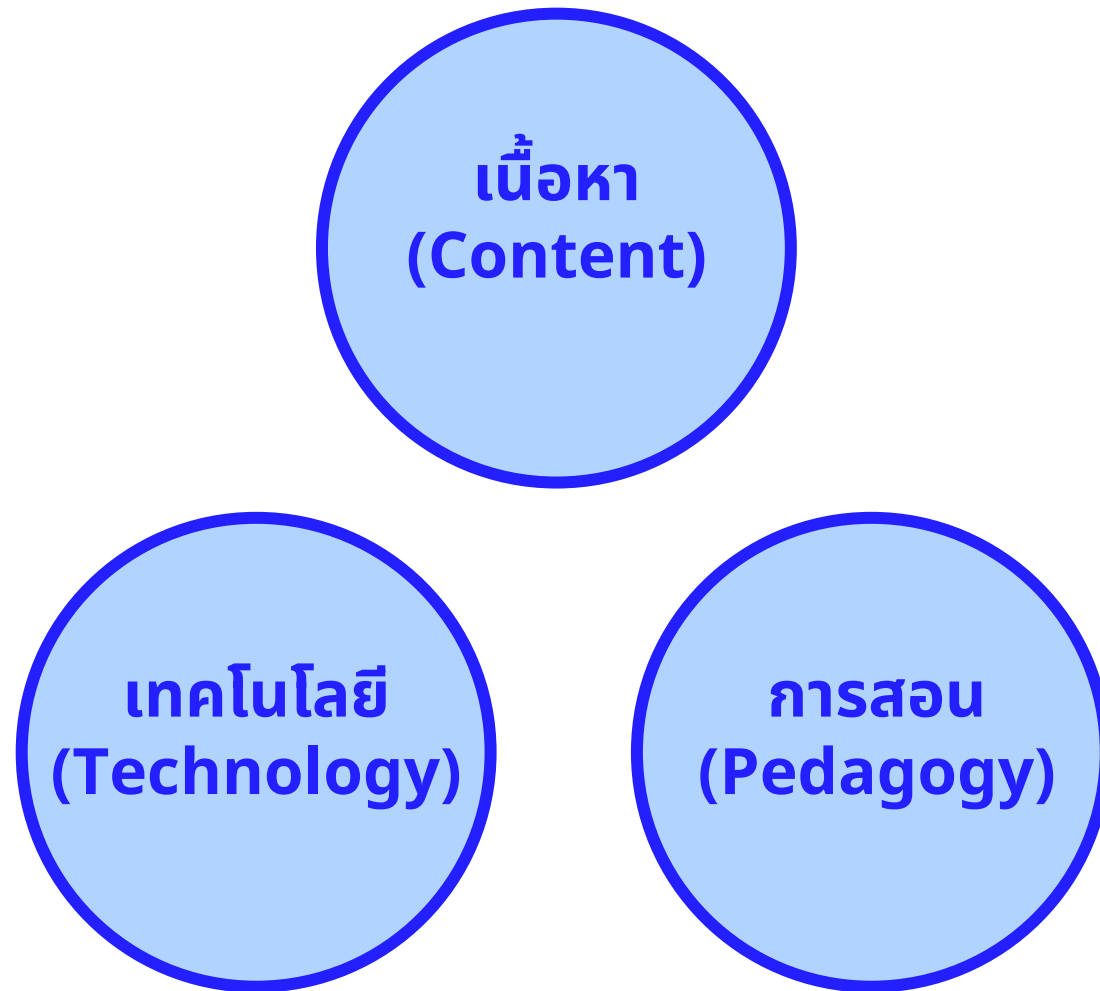 เนื้อหา
(Content)
เทคโนโลยี
(Technology)
การสอน
(Pedagogy)